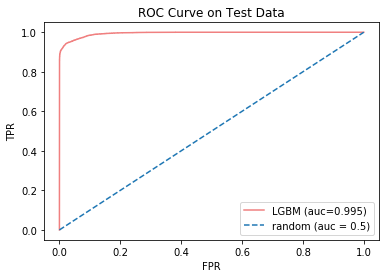 ROC Curve on Test Data
1.0
0.8
0.6
0.4
0.2
0.0
TPR
0.0 0.2 0.4 0.6 0.8 1.0
FPR
LGBM (auc=0.995)
random (auc = 0.5)